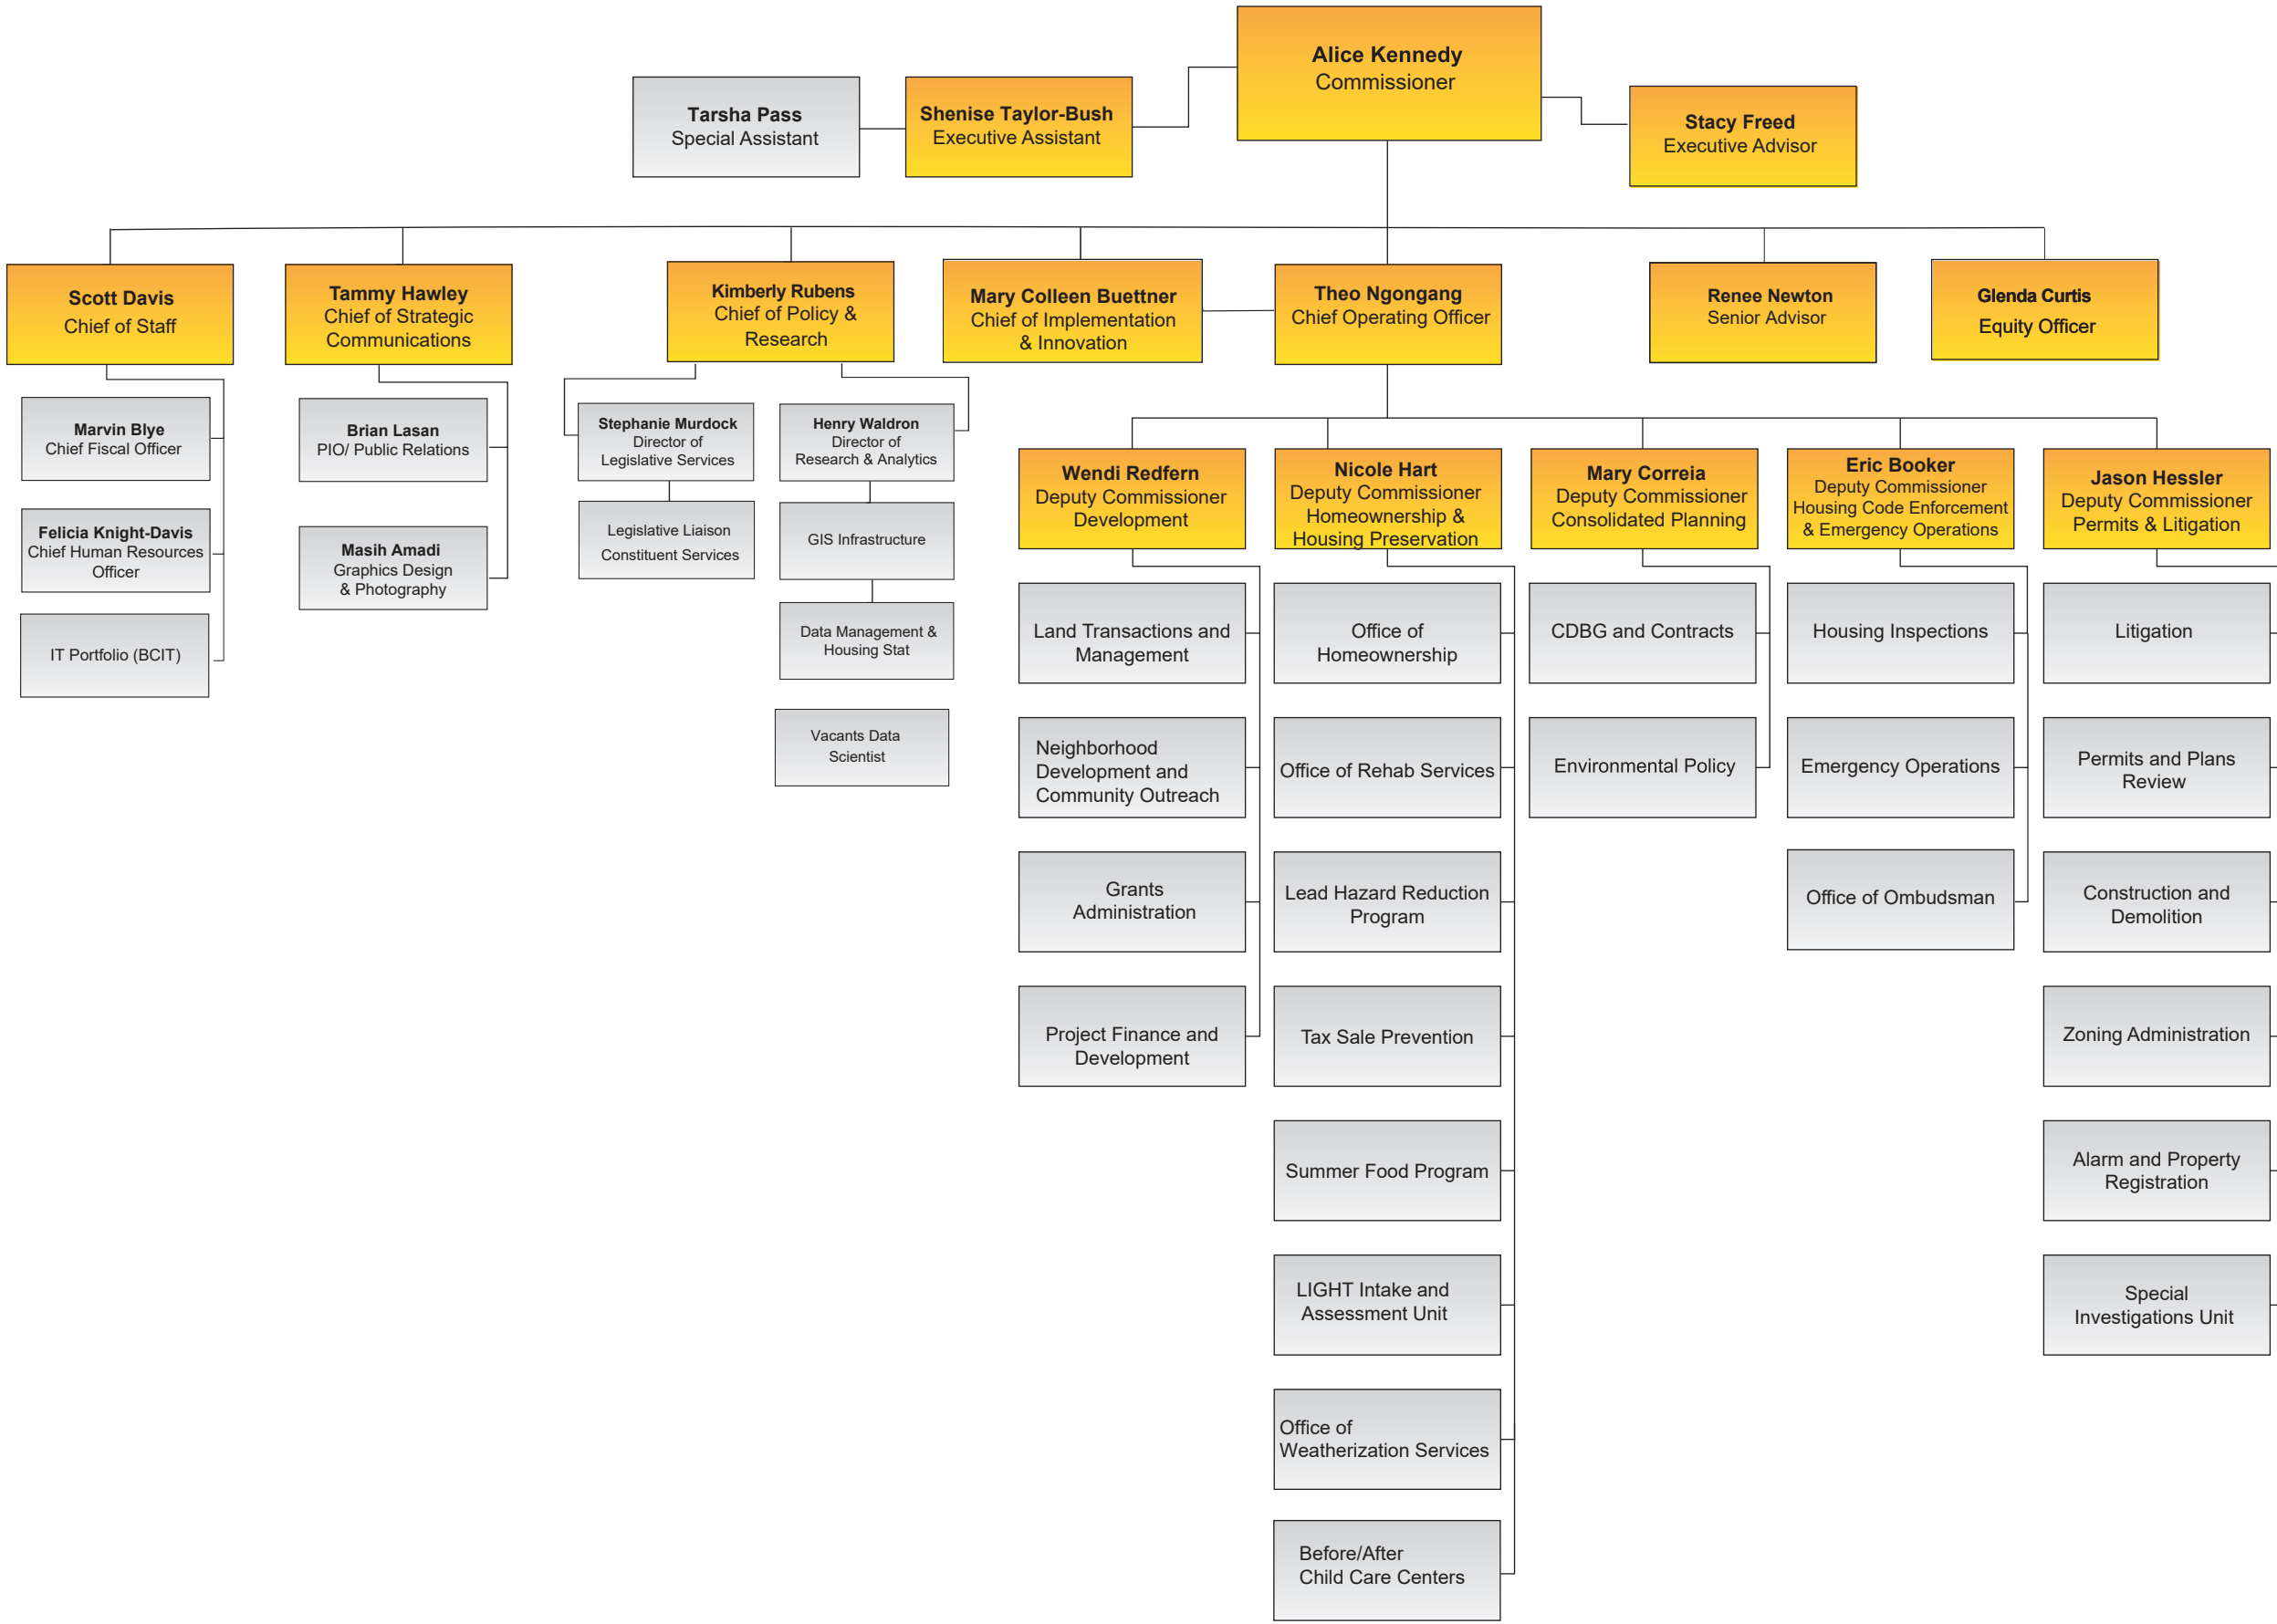 Alice Kennedy
Commissioner
Tarsha Pass
Special Assistant
Shenise Taylor-Bush
Executive Assistant
Stacy Freed
Executive Advisor
Scott Davis
Chief of Staff
Tammy Hawley
Chief of Strategic
Communications
Kimberly Rubens
Chief of Policy &
Research
Mary Colleen Buettner
Chief of Implementation
& Innovation
Theo Ngongang
Chief Operating Officer
Renee Newton
Senior Advisor
Glenda Curtis
Equity Officer
Marvin Blye
Chief Fiscal Officer
Felicia Knight-Davis
Chief Human Resources
Officer
IT Portfolio (BCIT)
Brian Lasan
PIO/ Public Relations
Masih Amadi
Graphics Design
& Photography
Stephanie Murdock
Director of
Legislative Services
Legislative Liaison
Constituent Services
Henry Waldron
Director of
Research & Analytics
GIS Infrastructure
Data Management &
Housing Stat
Vacants Data
Scientist
Wendi Redfern
Deputy Commissioner
Development
Land Transactions and
Management
Neighborhood
Development and
Community Outreach
Grants
Administration
Project Finance and
Development
Nicole Hart
Deputy Commissioner
Homeownership &
Housing Preservation
Office of
Homeownership
Office of Rehab Services
Lead Hazard Reduction
Program
Tax Sale Prevention
Summer Food Program
LIGHT Intake and
Assessment Unit
Office of
Weatherization Services
Before/After
Child Care Centers
Mary Correia
Deputy Commissioner
Consolidated Planning
CDBG and Contracts
Environmental Policy
Eric Booker
Deputy Commissioner
Housing Code Enforcement
& Emergency Operations
Housing Inspections
Emergency Operations
Office of Ombudsman
Jason Hessler
Deputy Commissioner
Permits & Litigation
Litigation
Permits and Plans
Review
Construction and
Demolition
Zoning Administration
Alarm and Property
Registration
Special
Investigations Unit